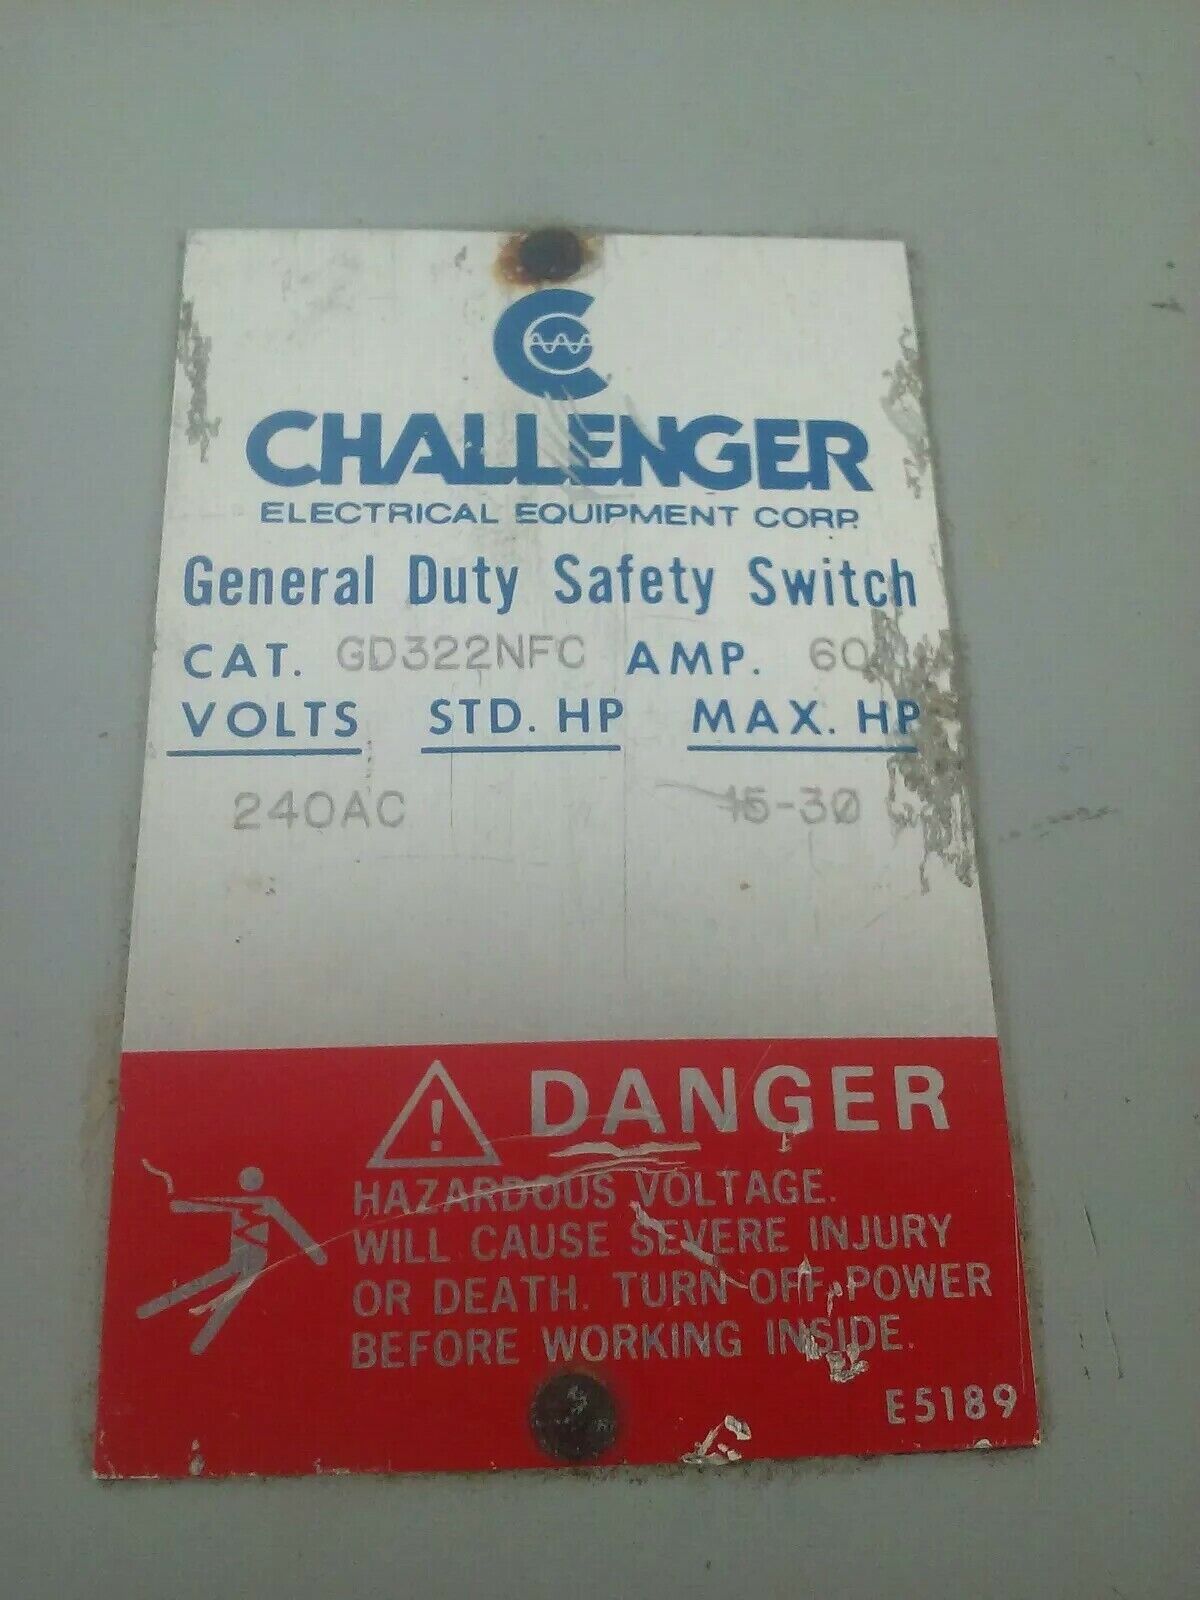 CHALLENGER
ELECTRICAL EQUIPMENT CORP.
General Duty Safety Switch
CAT. GD322NFC AMP. 60
VOLTS STD. HP MAX. HP
240AC 15-30
DANGER
HAZARDOUS VOLTAGE.
WILL CAUSE SEVERE INJURY
OR DEATH. TURN OFF POWER
BEFORE WORKING INSIDE.
E5189